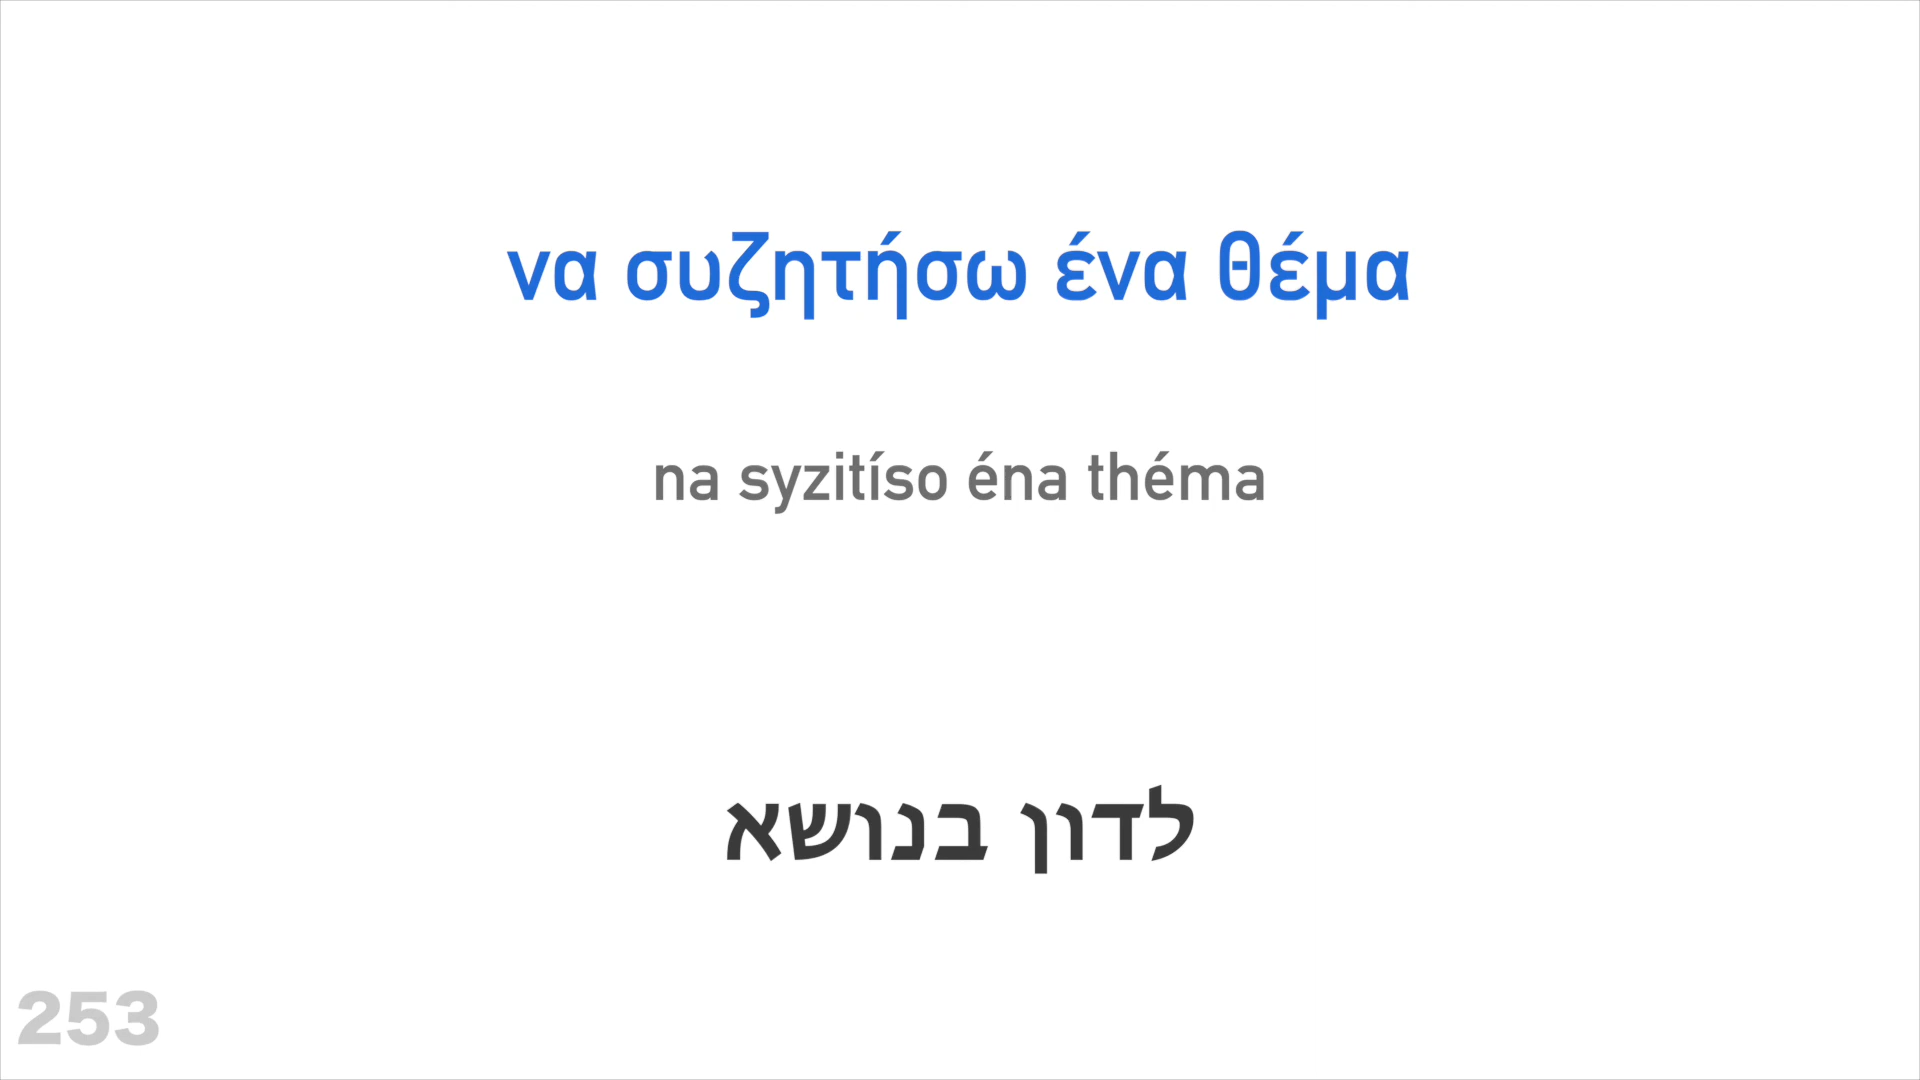 να συζητήσω ένα θέμα
na syzitíso éna théma
לדון בנושא
253